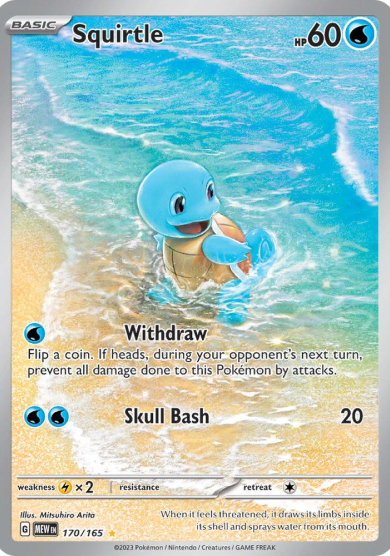 BASIC
Squirtle
HP 60
Withdraw
Flip a coin. If heads, during your opponent's next turn,
prevent all damage done to this Pokémon by attacks.
Skull Bash 20
weakness ×2 resistance retreat
Illus. Mitsuhiro Arita
G MEW EN 170/165
When it feels threatened, it draws its limbs inside
its shell and sprays water from its mouth.
©2023 Pokémon / Nintendo / Creatures / GAME FREAK